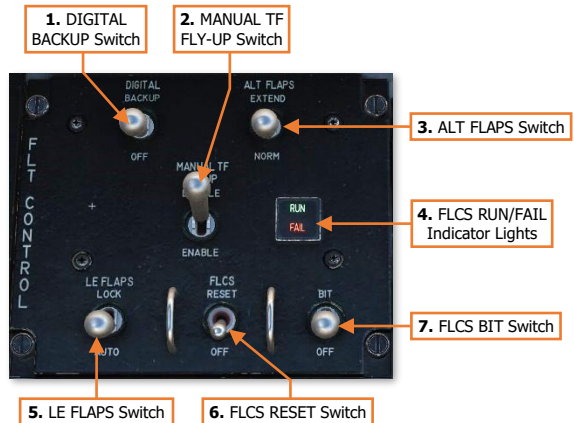 1. DIGITAL
BACKUP Switch
2. MANUAL TF
FLY-UP Switch
DIGITAL
BACKUP
OFF
ALT FLAPS
EXTEND
NORM
3. ALT FLAPS Switch
FLT CONTROL
MANUAL TF
ENABLE
RUN
FAIL
4. FLCS RUN/FAIL
Indicator Lights
LE FLAPS
LOCK
AUTO
FLCS
RESET
OFF
BIT
OFF
7. FLCS BIT Switch
5. LE FLAPS Switch
6. FLCS RESET Switch